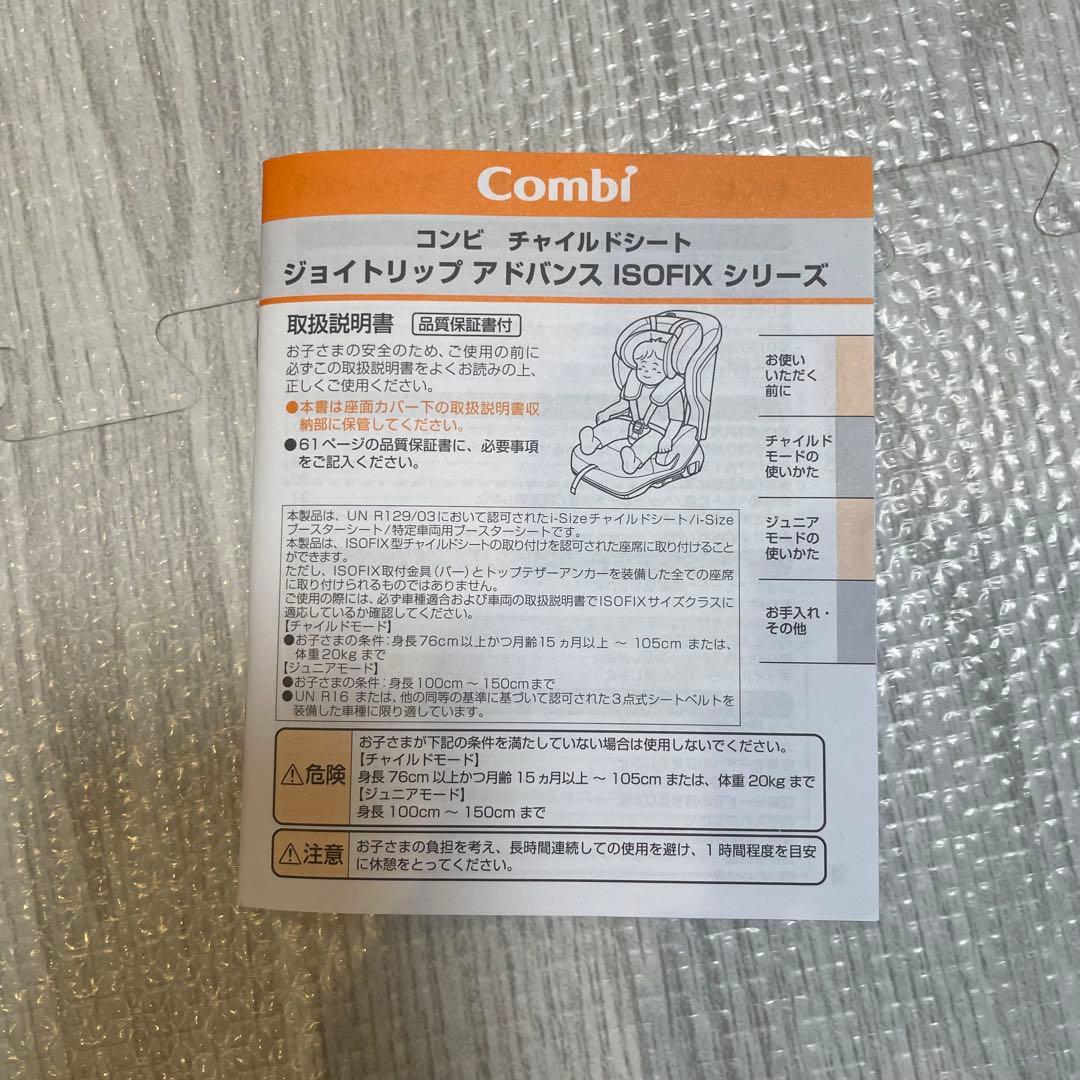 Combi
コンビ チャイルドシート
ジョイトリップ アドバンス ISOFIX シリーズ
取扱説明書 品質保証書付
お子さまの安全のため、ご使用の前に
必ずこの取扱説明書をよくお読みの上、
正しくご使用ください。
●本書は座面カバー下の取扱説明書収
納部に保管してください。
●61ページの品質保証書に、必要事項
をご記入ください。
お使い
いただく
前に
チャイルド
モードの
使いかた
ジュニア
モードの
使いかた
お手入れ・
その他
本製品は、UN R129/03において認可されたi-Sizeチャイルドシート/i-Size
ブースターシート/特定車両用ブースターシートです。
本製品は、ISOFIX型チャイルドシートの取り付けを認可された座席に取り付けること
ができます。
ただし、ISOFIX取付金具(バー)とトップテザーアンカーを装備した全ての座席
に取り付けられるものではありません。
ご使用の際には、必ず車種適合および車両の取扱説明書でISOFIXサイズクラスに
適応しているか確認してください。
【チャイルドモード】
●お子さまの条件:身長76cm以上かつ月齢15ヵ月以上 ~ 105cm または、
体重20kgまで
【ジュニアモード】
●お子さまの条件:身長100cm~150cmまで
●UN R16 または、他の同等の基準に基づいて認可された3点式シートベルトを
装備した車種に限り適しています。
⚠危険
お子さまが下記の条件を満たしていない場合は使用しないでください。
【チャイルドモード】
身長76cm以上かつ月齢15ヵ月以上 ~ 105cm または、体重20kgまで
【ジュニアモード】
身長100cm ~ 150cmまで
⚠注意
お子さまの負担を考え、長時間連続しての使用を避け、1時間程度を目安
に休憩をとってください。